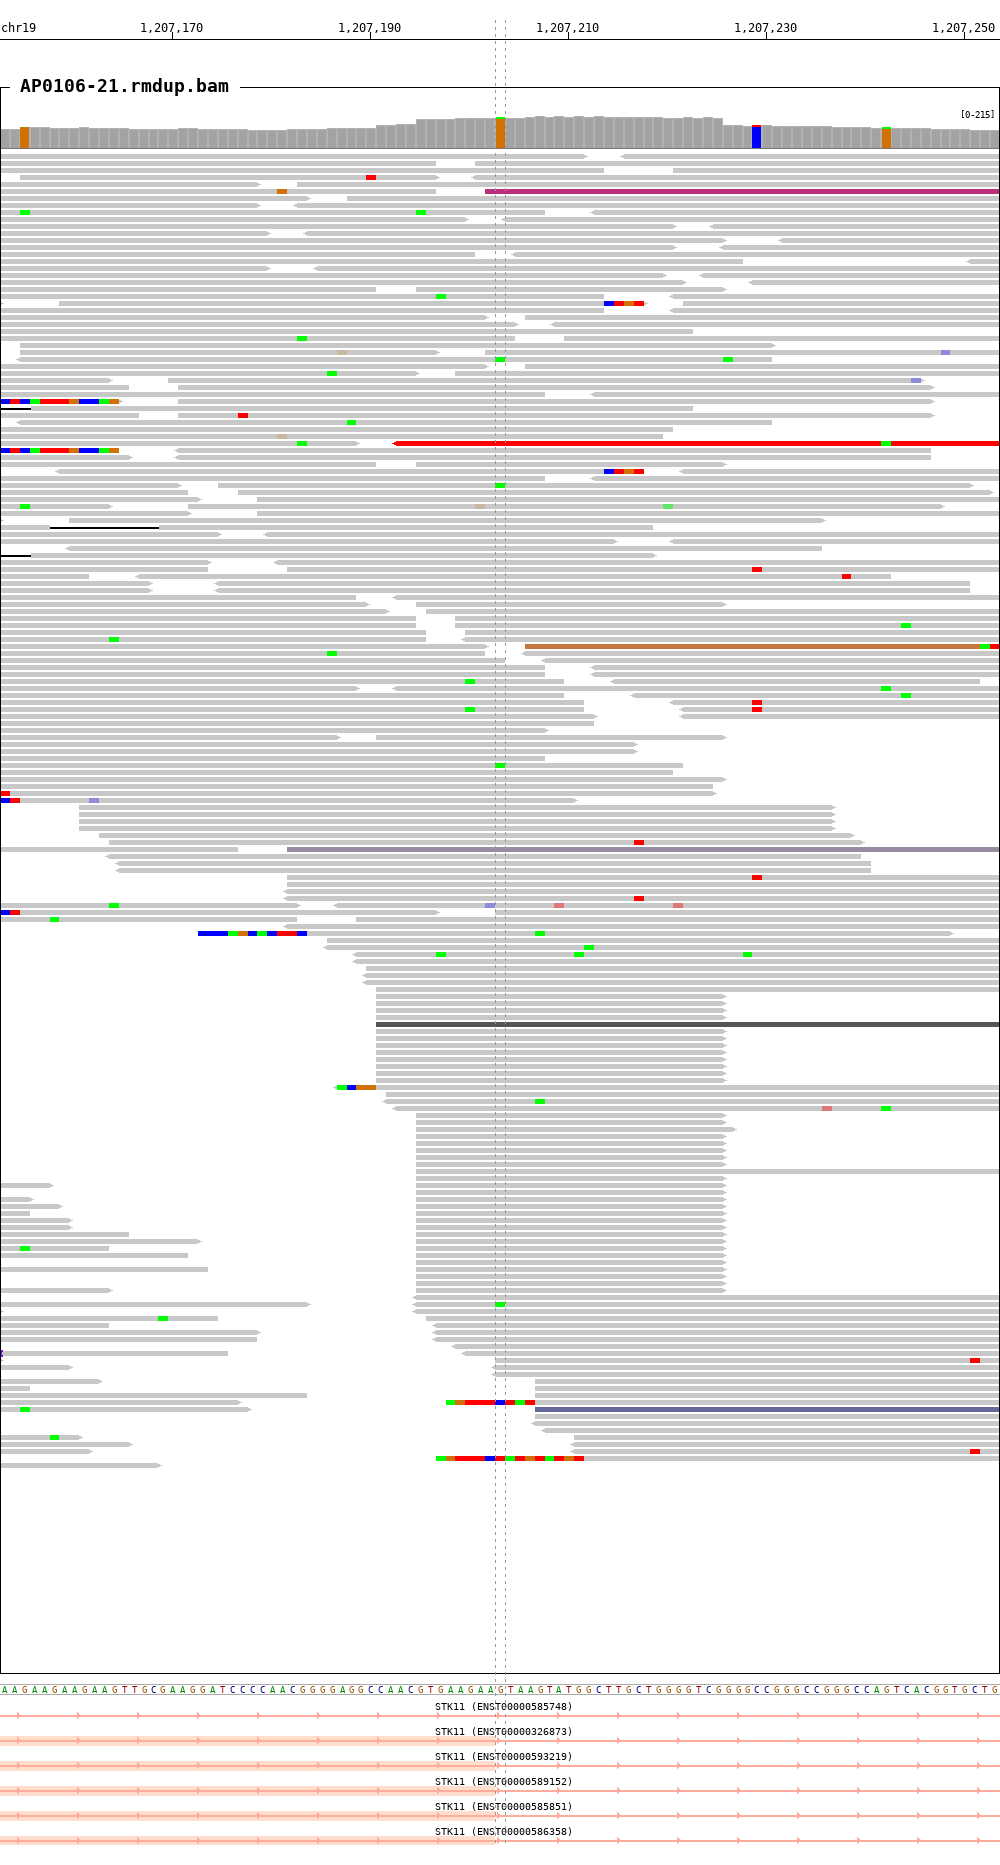 chr19 1,207,170 1,207,190 1,207,210 1,207,230 1,207,250
AP0106-21.rmdup.bam
[0-215]
AAGAAGAAGAAGTTGCGAAGGATCCCCAACGGGGAGGCCAACGTGAAGAAGTAAGTATGGCTTGCTGGGGTCGGGGCCGGGCCGGGCCAGTCACGGTGCTG
STK11 (ENST00000585748)
STK11 (ENST00000326873)
STK11 (ENST00000593219)
STK11 (ENST00000589152)
STK11 (ENST00000585851)
STK11 (ENST00000586358)